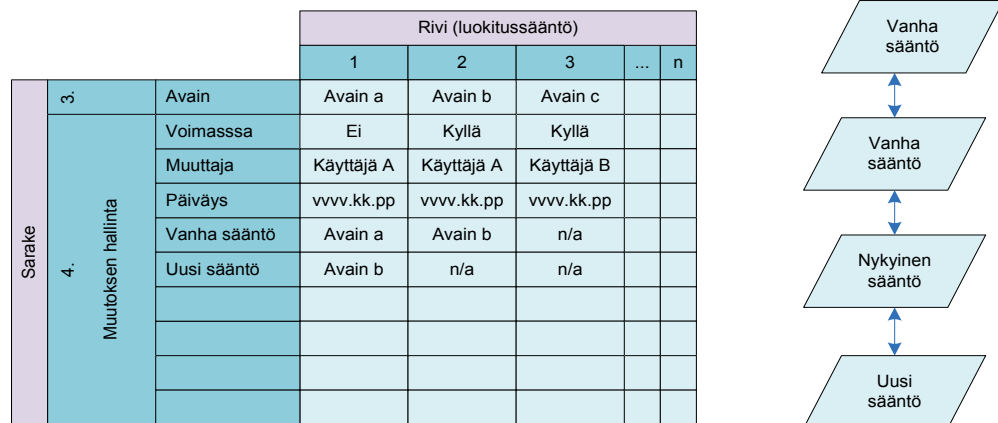 Rivi (luokitussääntö)
1 2 3 ... n
Sarake
3. Avain Avain a Avain b Avain c
4. Muutoksen hallinta
Voimasssa Ei Kyllä Kyllä
Muuttaja Käyttäjä A Käyttäjä A Käyttäjä B
Päiväys vvvv.kk.pp vvvv.kk.pp vvvv.kk.pp
Vanha sääntö Avain a Avain b n/a
Uusi sääntö Avain b n/a n/a
Vanha
sääntö
Vanha
sääntö
Nykyinen
sääntö
Uusi
sääntö